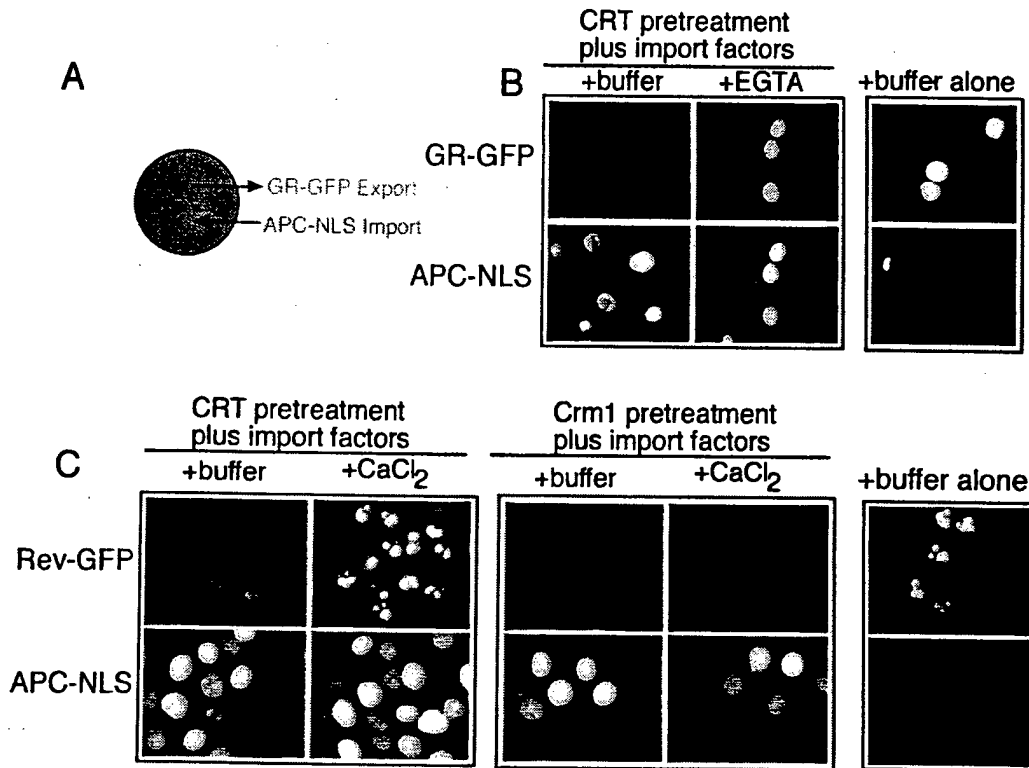 A
GR-GFP Export
APC-NLS Import
B
CRT pretreatment
plus import factors
+buffer
+EGTA
+buffer alone
GR-GFP
APC-NLS
C
CRT pretreatment
plus import factors
+buffer
+CaCl2
Crm1 pretreatment
plus import factors
+buffer
+CaCl2
+buffer alone
Rev-GFP
APC-NLS